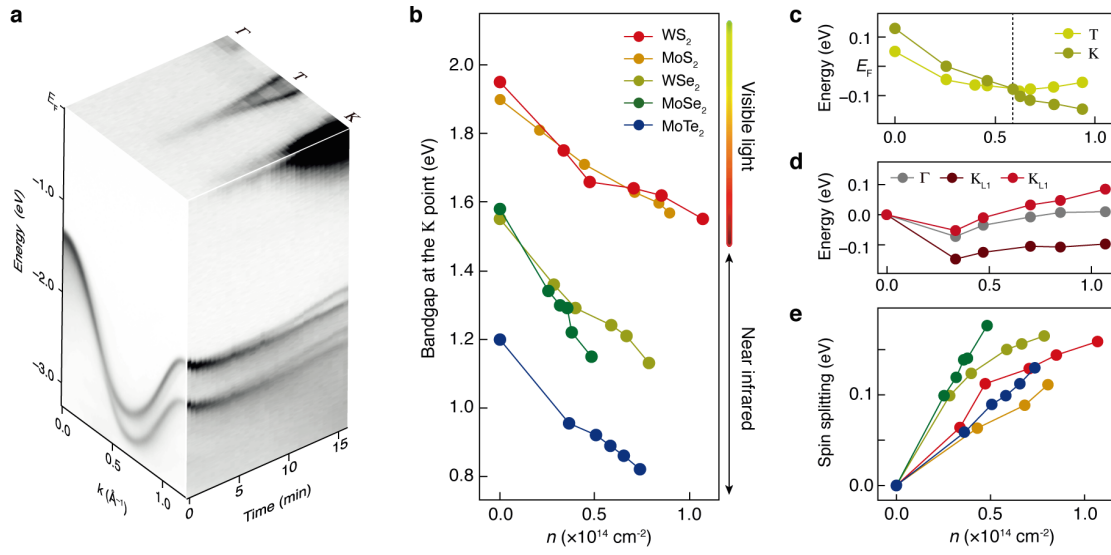 a
Γ
T
K
E_F
−1.0
−2.0
−3.0
Energy (eV)
0.0
0.5
1.0
k (Å⁻¹)
0
5
10
15
Time (min)
b
WS₂
MoS₂
WSe₂
MoSe₂
MoTe₂
2.0
1.8
1.6
1.4
1.2
1.0
0.8
Bandgap at the K point (eV)
0.0
0.5
1.0
n (×10¹⁴ cm⁻²)
Visible light
Near infrared
c
T
K
0.1
E_F
−0.1
Energy (eV)
0.0
0.5
1.0
d
Γ
K_L1
K_L1
0.1
0.0
−0.1
Energy (eV)
0.0
0.5
1.0
e
0.1
0.0
Spin splitting (eV)
0.0
0.5
1.0
n (×10¹⁴ cm⁻²)